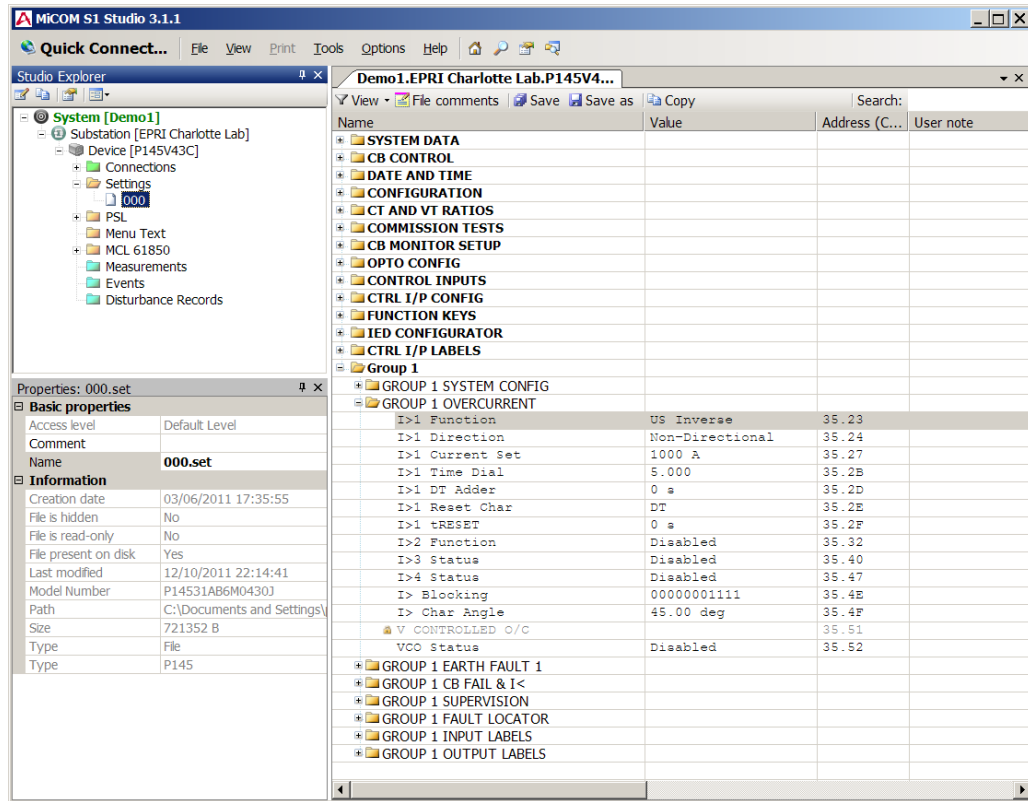 MiCOM S1 Studio 3.1.1
Quick Connect... File View Print Tools Options Help
Studio Explorer
System [Demo1]
Substation [EPRI Charlotte Lab]
Device [P145V43C]
Connections
Settings
000
PSL
Menu Text
MCL 61850
Measurements
Events
Disturbance Records
Properties: 000.set
Basic properties
Access level Default Level
Comment
Name 000.set
Information
Creation date 03/06/2011 17:35:55
File is hidden No
File is read-only No
File present on disk Yes
Last modified 12/10/2011 22:14:41
Model Number P14531AB6M0430J
Path C:\Documents and Settings\
Size 721352 B
Type File
Type P145
Demo1.EPRI Charlotte Lab.P145V4...
View File comments Save Save as Copy Search:
Name Value Address (C... User note
SYSTEM DATA
CB CONTROL
DATE AND TIME
CONFIGURATION
CT AND VT RATIOS
COMMISSION TESTS
CB MONITOR SETUP
OPTO CONFIG
CONTROL INPUTS
CTRL I/P CONFIG
FUNCTION KEYS
IED CONFIGURATOR
CTRL I/P LABELS
Group 1
GROUP 1 SYSTEM CONFIG
GROUP 1 OVERCURRENT
I>1 Function US Inverse 35.23
I>1 Direction Non-Directional 35.24
I>1 Current Set 1000 A 35.27
I>1 Time Dial 5.000 35.2B
I>1 DT Adder 0 s 35.2D
I>1 Reset Char DT 35.2E
I>1 tRESET 0 s 35.2F
I>2 Function Disabled 35.32
I>3 Status Disabled 35.40
I>4 Status Disabled 35.47
I> Blocking 00000001111 35.4E
I> Char Angle 45.00 deg 35.4F
V CONTROLLED O/C 35.51
VCO Status Disabled 35.52
GROUP 1 EARTH FAULT 1
GROUP 1 CB FAIL & I<
GROUP 1 SUPERVISION
GROUP 1 FAULT LOCATOR
GROUP 1 INPUT LABELS
GROUP 1 OUTPUT LABELS